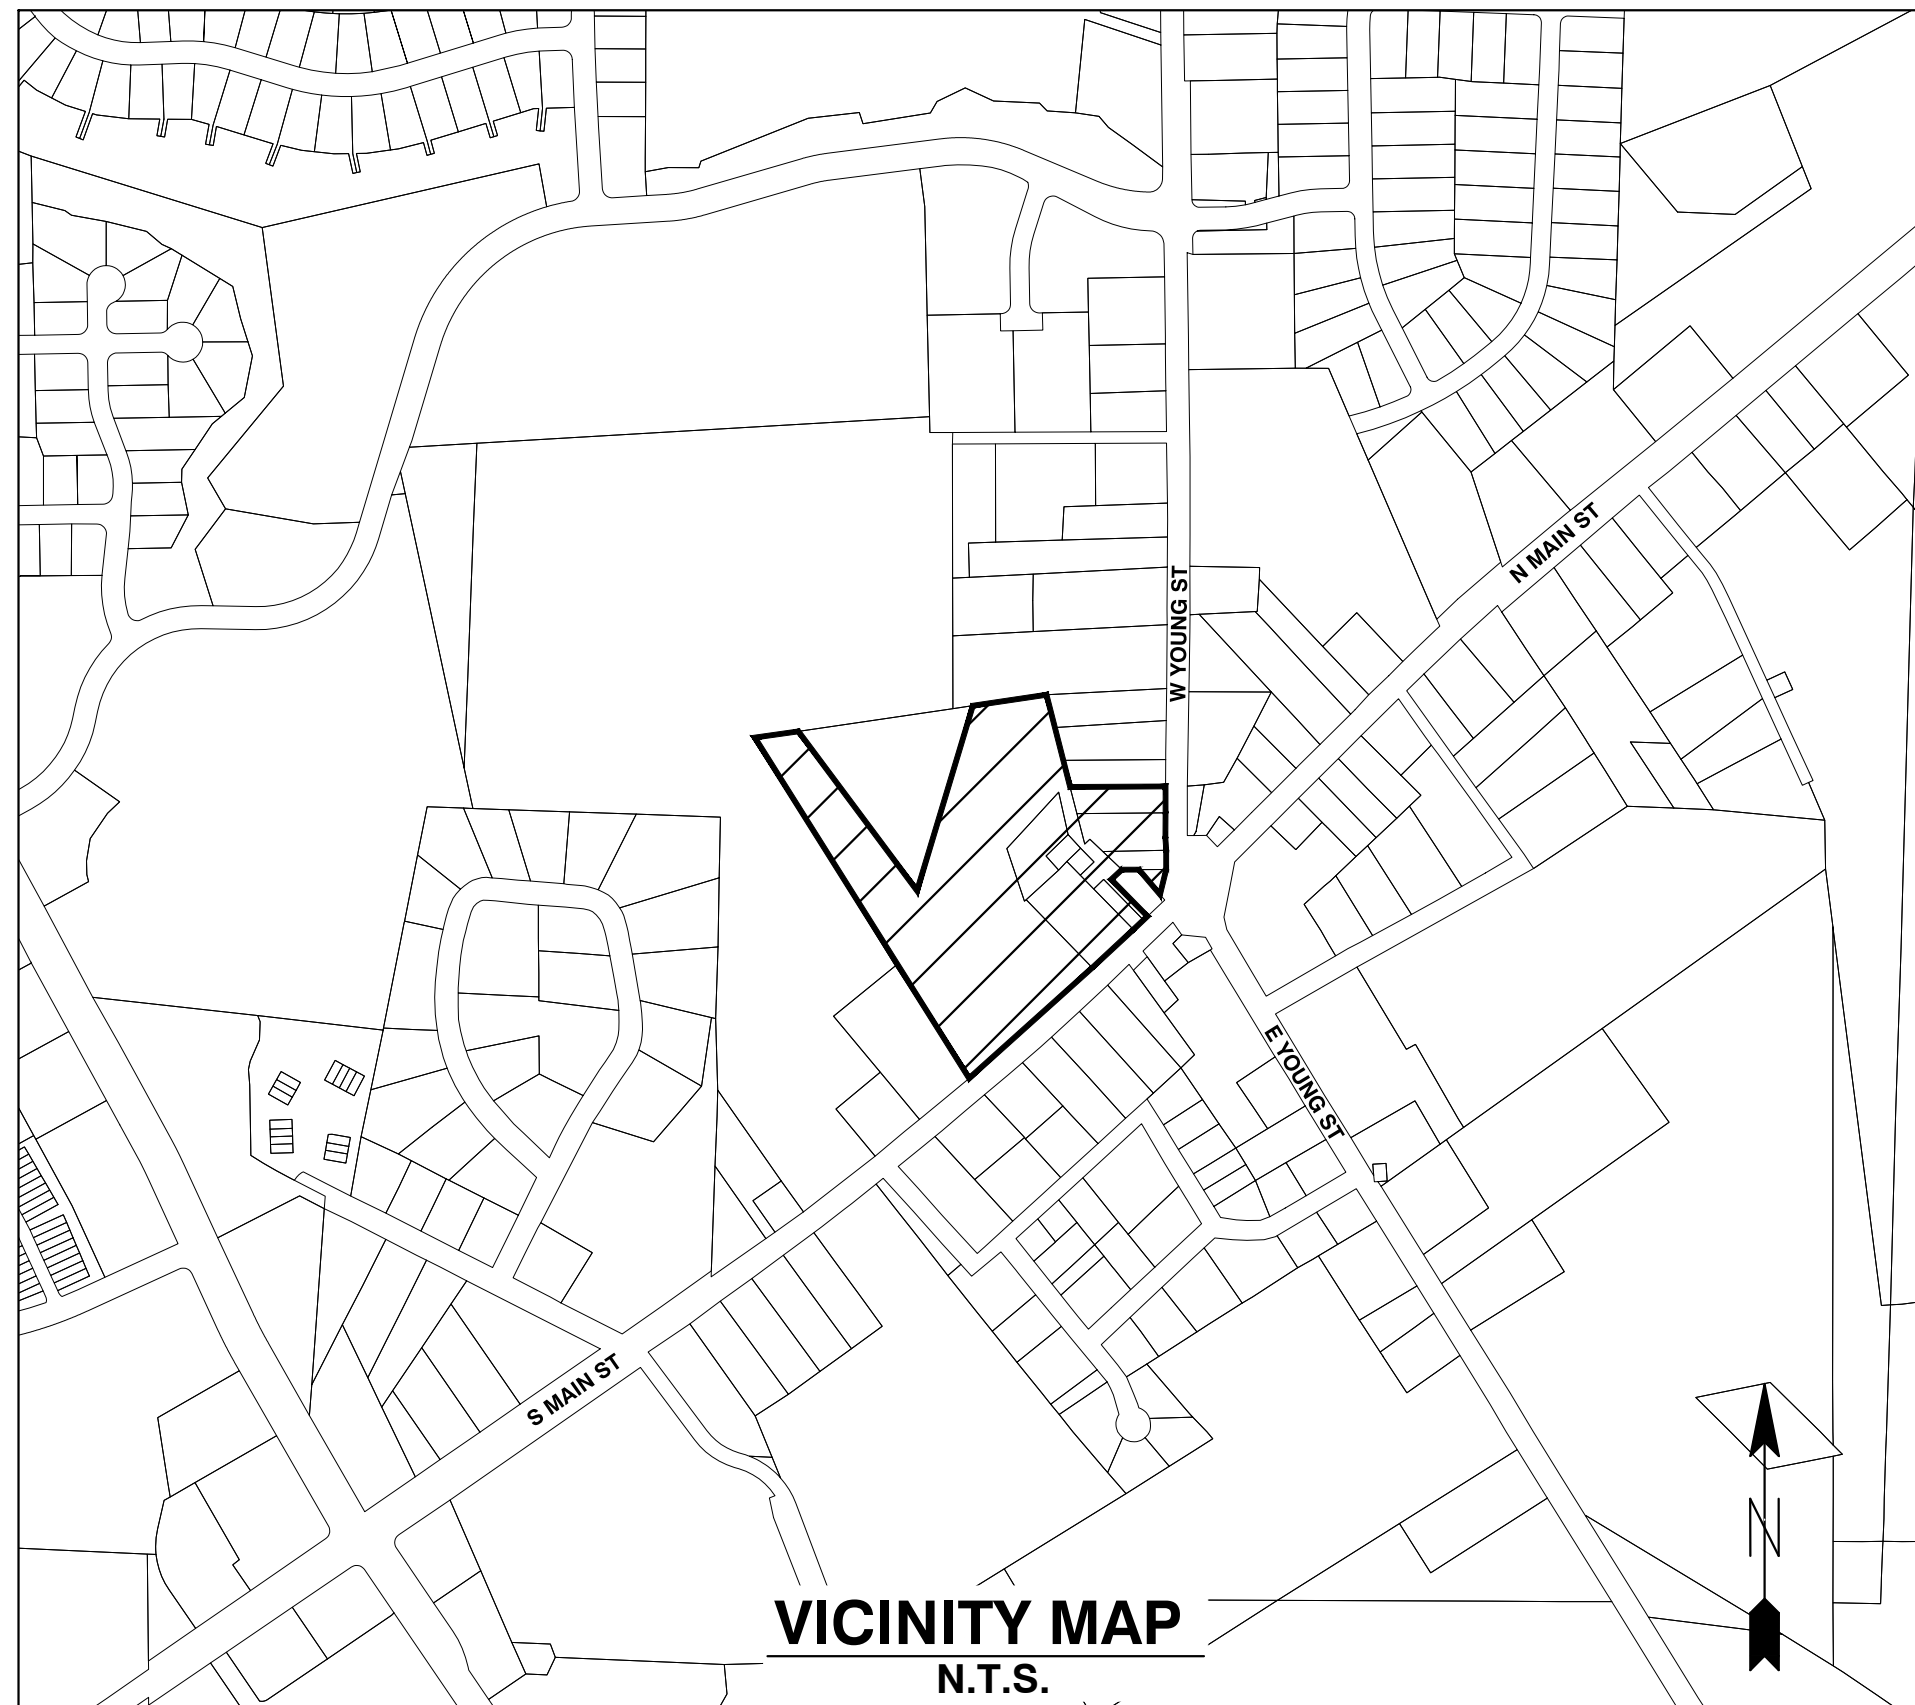 N MAIN ST
W YOUNG ST
E YOUNG ST
S MAIN ST
N
VICINITY MAP
N.T.S.